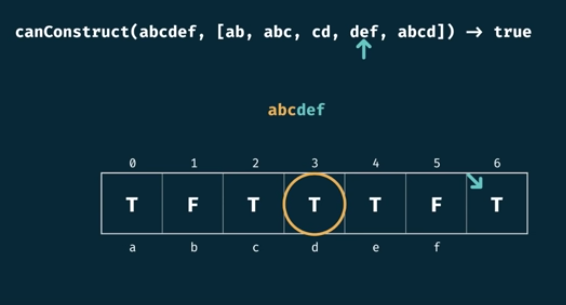 canConstruct(abcdef, [ab, abc, cd, def, abcd]) → true
abcdef
0 1 2 3 4 5 6
T F T T T F T
a b c d e f